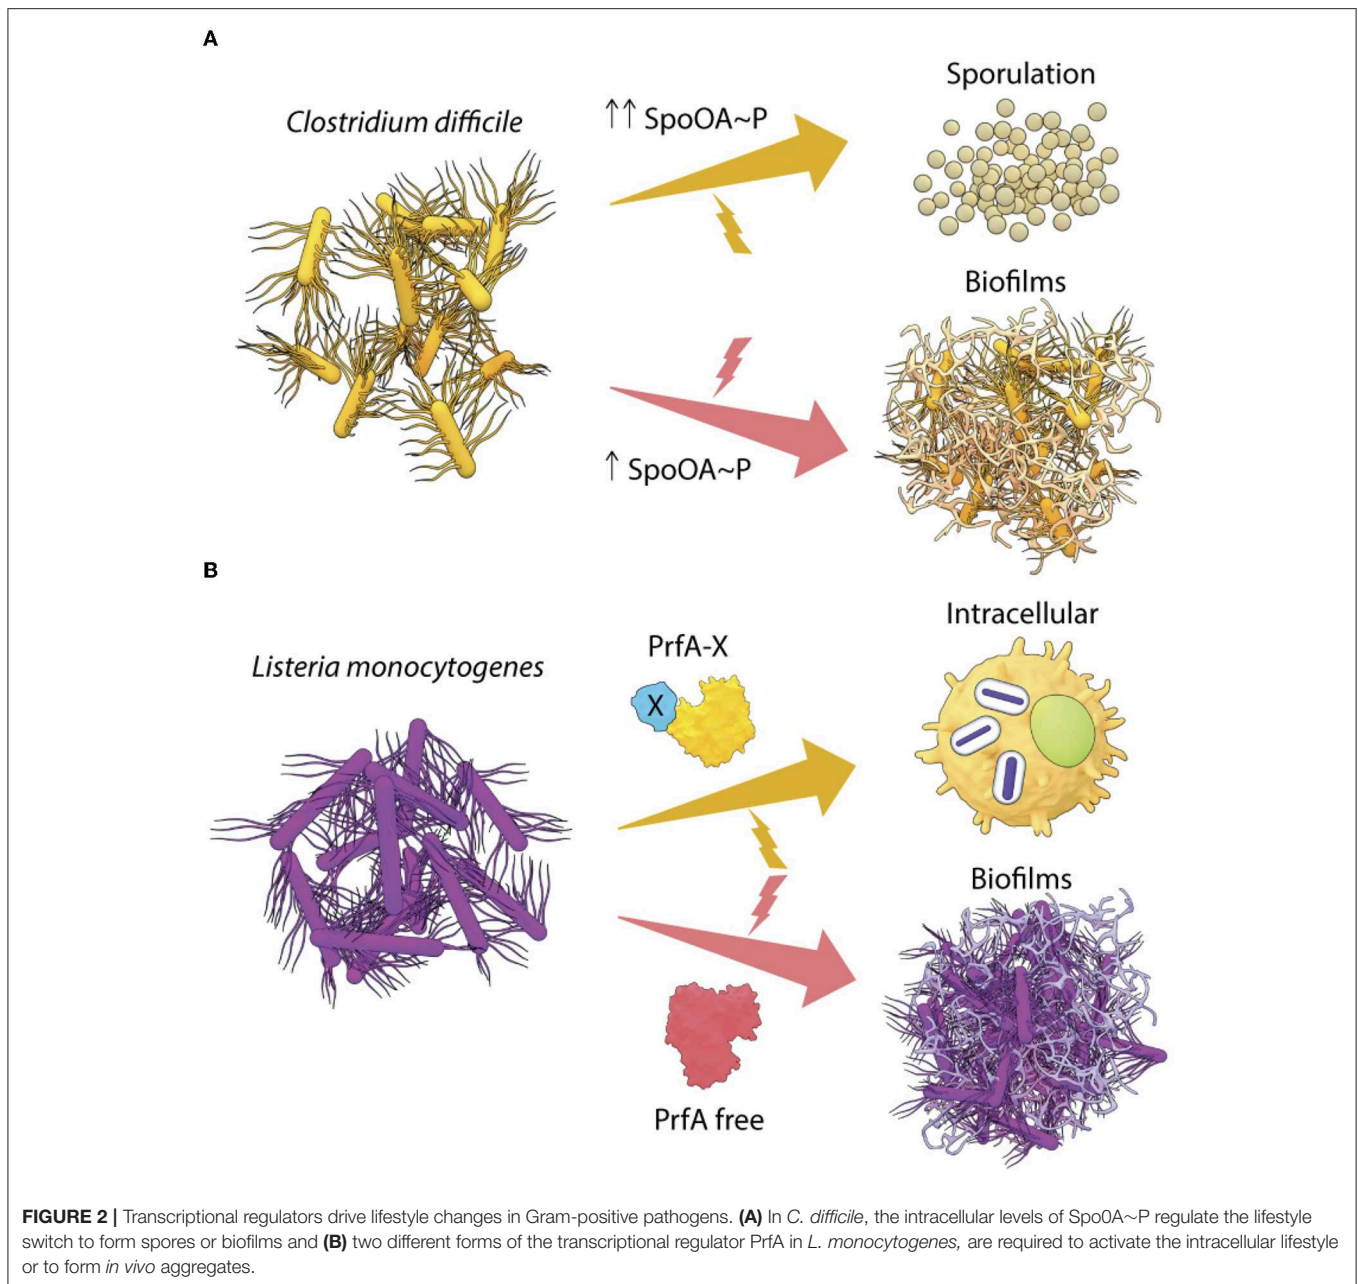 A
Sporulation
Clostridium difficile
↑↑ SpoOA~P
Biofilms
↑ SpoOA~P
B
Intracellular
PrfA-X
Listeria monocytogenes
X
Biofilms
PrfA free
FIGURE 2 | Transcriptional regulators drive lifestyle changes in Gram-positive pathogens. (A) In C. difficile, the intracellular levels of Spo0A~P regulate the lifestyle
switch to form spores or biofilms and (B) two different forms of the transcriptional regulator PrfA in L. monocytogenes, are required to activate the intracellular lifestyle
or to form in vivo aggregates.